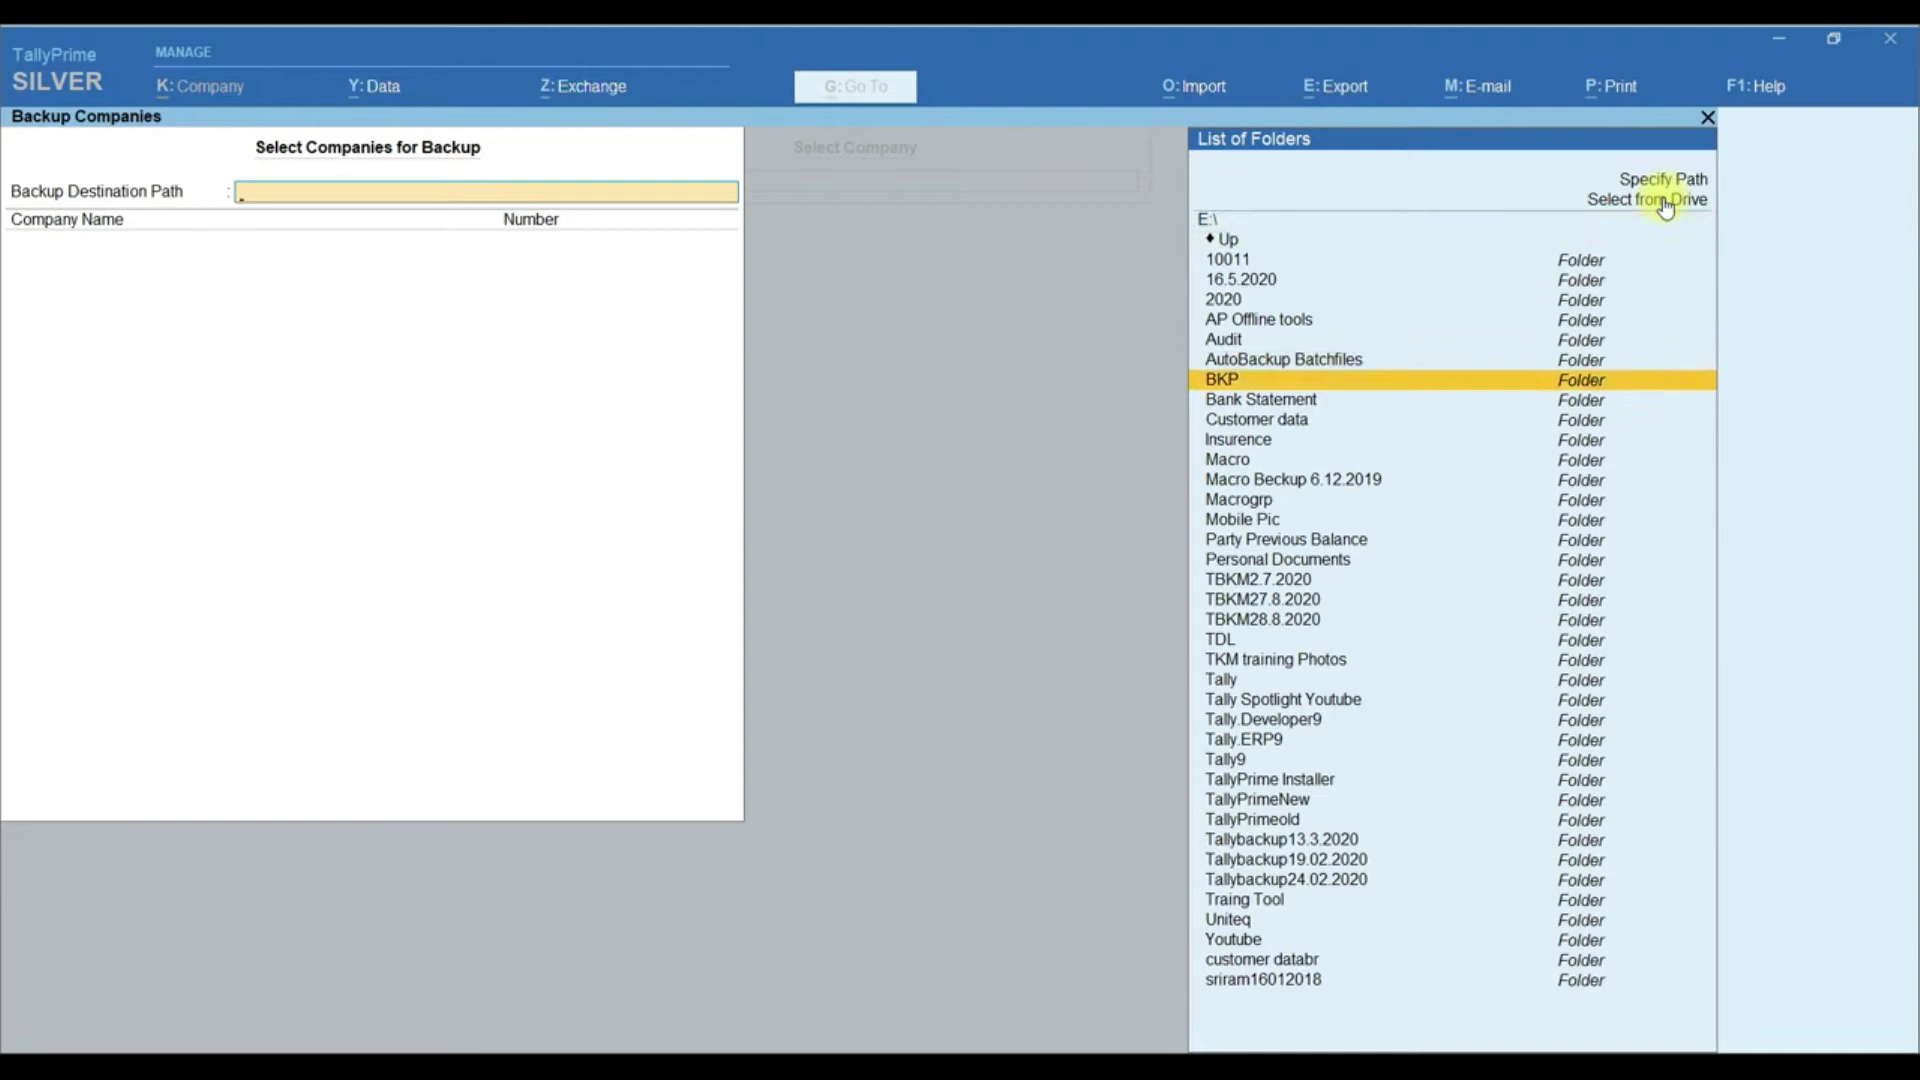 TallyPrime
SILVER
MANAGE
K: Company
Y: Data
Z: Exchange
G: Go To
O: Import
E: Export
M: E-mail
P: Print
F1: Help
Backup Companies
Select Companies for Backup
Backup Destination Path :
Company Name Number
Select Company
List of Folders
Specify Path
Select from Drive
E:\
♦ Up
10011 Folder
16.5.2020 Folder
2020 Folder
AP Offline tools Folder
Audit Folder
AutoBackup Batchfiles Folder
BKP Folder
Bank Statement Folder
Customer data Folder
Insurence Folder
Macro Folder
Macro Beckup 6.12.2019 Folder
Macrogrp Folder
Mobile Pic Folder
Party Previous Balance Folder
Personal Documents Folder
TBKM2.7.2020 Folder
TBKM27.8.2020 Folder
TBKM28.8.2020 Folder
TDL Folder
TKM training Photos Folder
Tally Folder
Tally Spotlight Youtube Folder
Tally.Developer9 Folder
Tally.ERP9 Folder
Tally9 Folder
TallyPrime Installer Folder
TallyPrimeNew Folder
TallyPrimeold Folder
Tallybackup13.3.2020 Folder
Tallybackup19.02.2020 Folder
Tallybackup24.02.2020 Folder
Traing Tool Folder
Uniteq Folder
Youtube Folder
customer databr Folder
sriram16012018 Folder